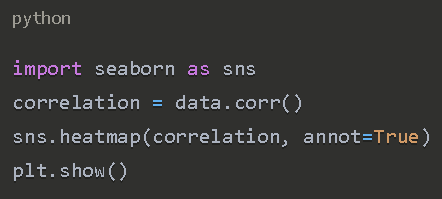 python
import seaborn as sns
correlation = data.corr()
sns.heatmap(correlation, annot=True)
plt.show()